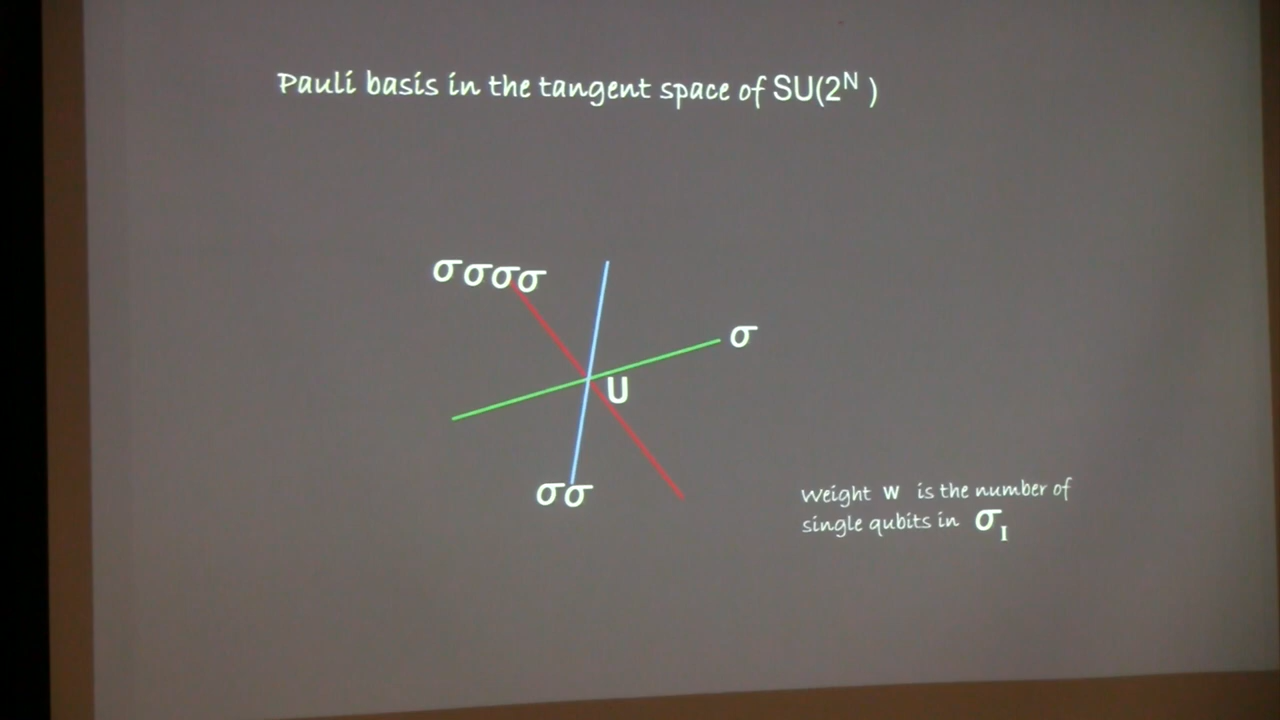 Pauli basis in the tangent space of SU(2^N )
σσσσ
σ
U
σσ
Weight w is the number of
single qubits in σ_I